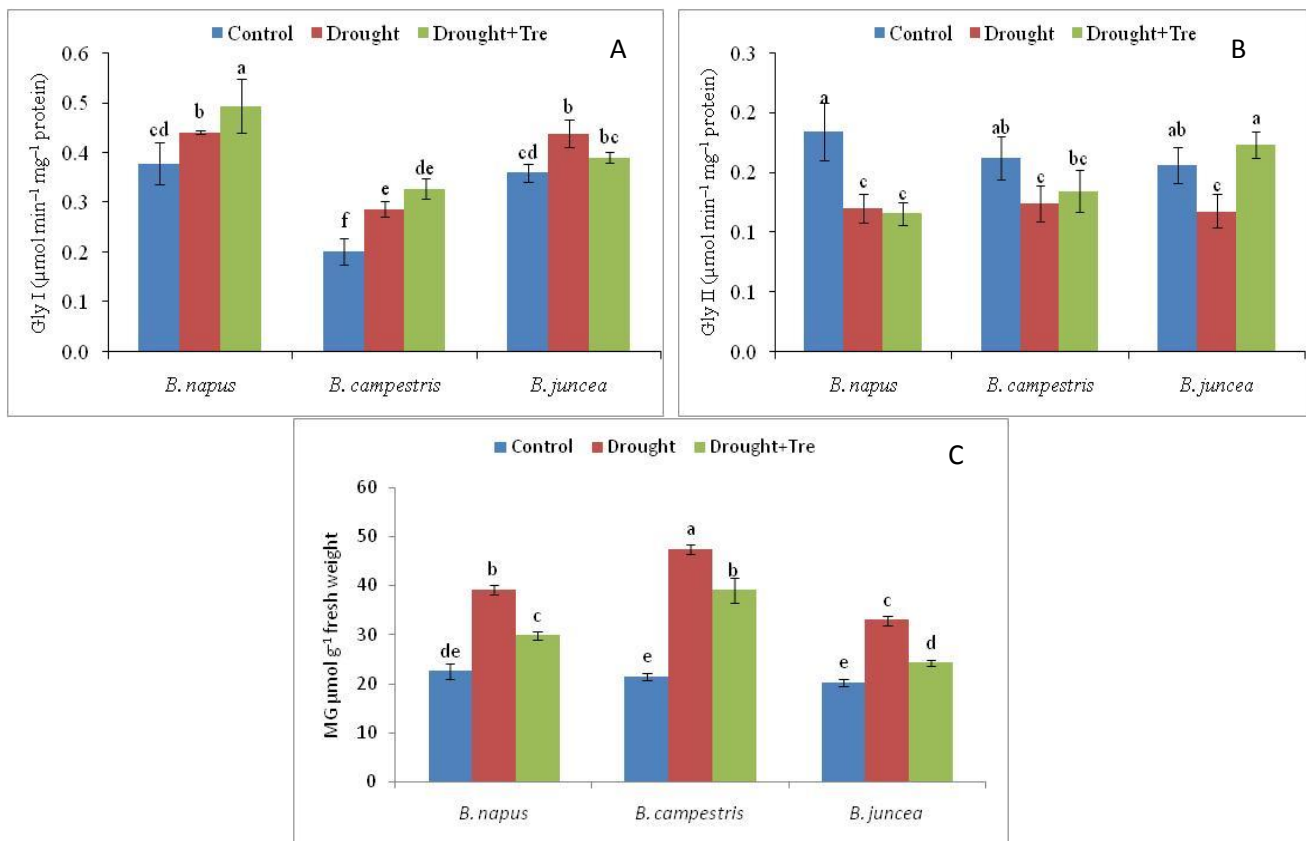 Control Drought Drought+Tre
A
Gly I (µmol min⁻¹ mg⁻¹ protein)
0.6
0.5
0.4
0.3
0.2
0.1
0.0
cd b a
f e de
cd b bc
B. napus B. campestris B. juncea
Control Drought Drought+Tre
B
Gly II (µmol min⁻¹ mg⁻¹ protein)
0.3
0.2
0.2
0.1
0.1
0.0
a c c
ab c bc
ab c a
B. napus B. campestris B. juncea
Control Drought Drought+Tre
C
MG µmol g⁻¹ fresh weight
60
50
40
30
20
10
0
de b c
e a b
e c d
B. napus B. campestris B. juncea